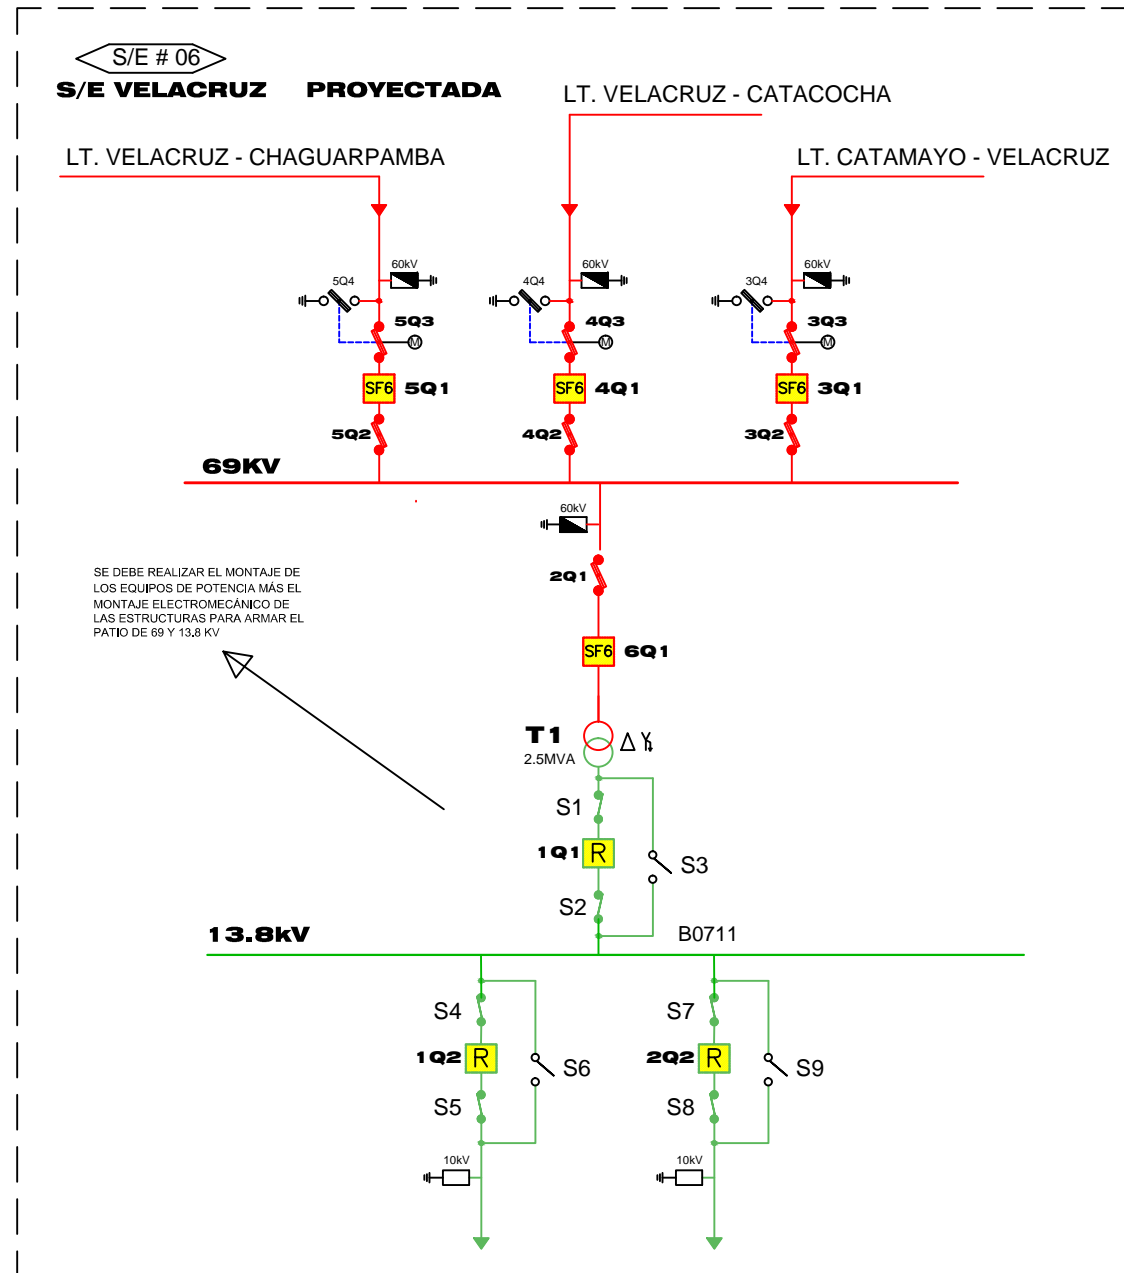 S/E # 06
S/E VELACRUZ PROYECTADA
LT. VELACRUZ - CATACOCHA
LT. VELACRUZ - CHAGUARPAMBA
LT. CATAMAYO - VELACRUZ
60kV
60kV
60kV
5Q4
4Q4
3Q4
5Q3
4Q3
3Q3
M
M
M
SF6 5Q1
SF6 4Q1
SF6 3Q1
5Q2
4Q2
3Q2
69KV
60kV
2Q1
SE DEBE REALIZAR EL MONTAJE DE
LOS EQUIPOS DE POTENCIA MÁS EL
MONTAJE ELECTROMECÁNICO DE
LAS ESTRUCTURAS PARA ARMAR EL
PATIO DE 69 Y 13.8 KV
SF6 6Q1
T1
2.5MVA
Δ Y
S1
1Q1 R
S3
S2
13.8kV
B0711
S4
S7
1Q2 R
2Q2 R
S6
S9
S5
S8
10kV
10kV